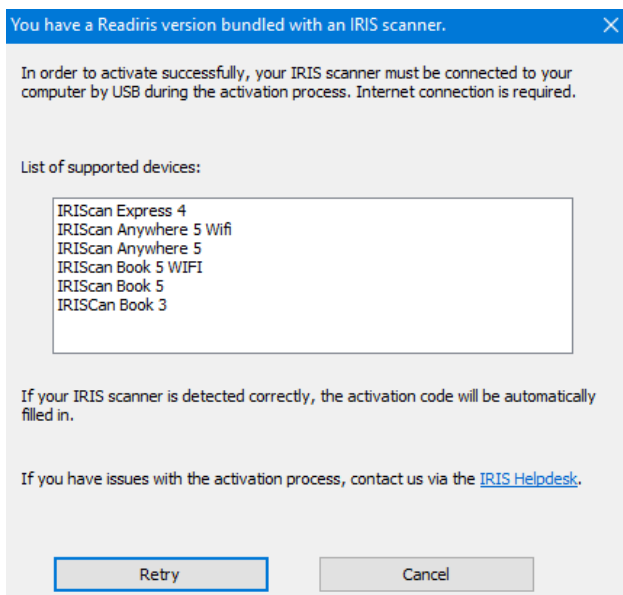 You have a Readiris version bundled with an IRIS scanner.
In order to activate successfully, your IRIS scanner must be connected to your
computer by USB during the activation process. Internet connection is required.
List of supported devices:
IRIScan Express 4
IRIScan Anywhere 5 Wifi
IRIScan Anywhere 5
IRIScan Book 5 WIFI
IRIScan Book 5
IRISCan Book 3
If your IRIS scanner is detected correctly, the activation code will be automatically
filled in.
If you have issues with the activation process, contact us via the IRIS Helpdesk.
Retry
Cancel